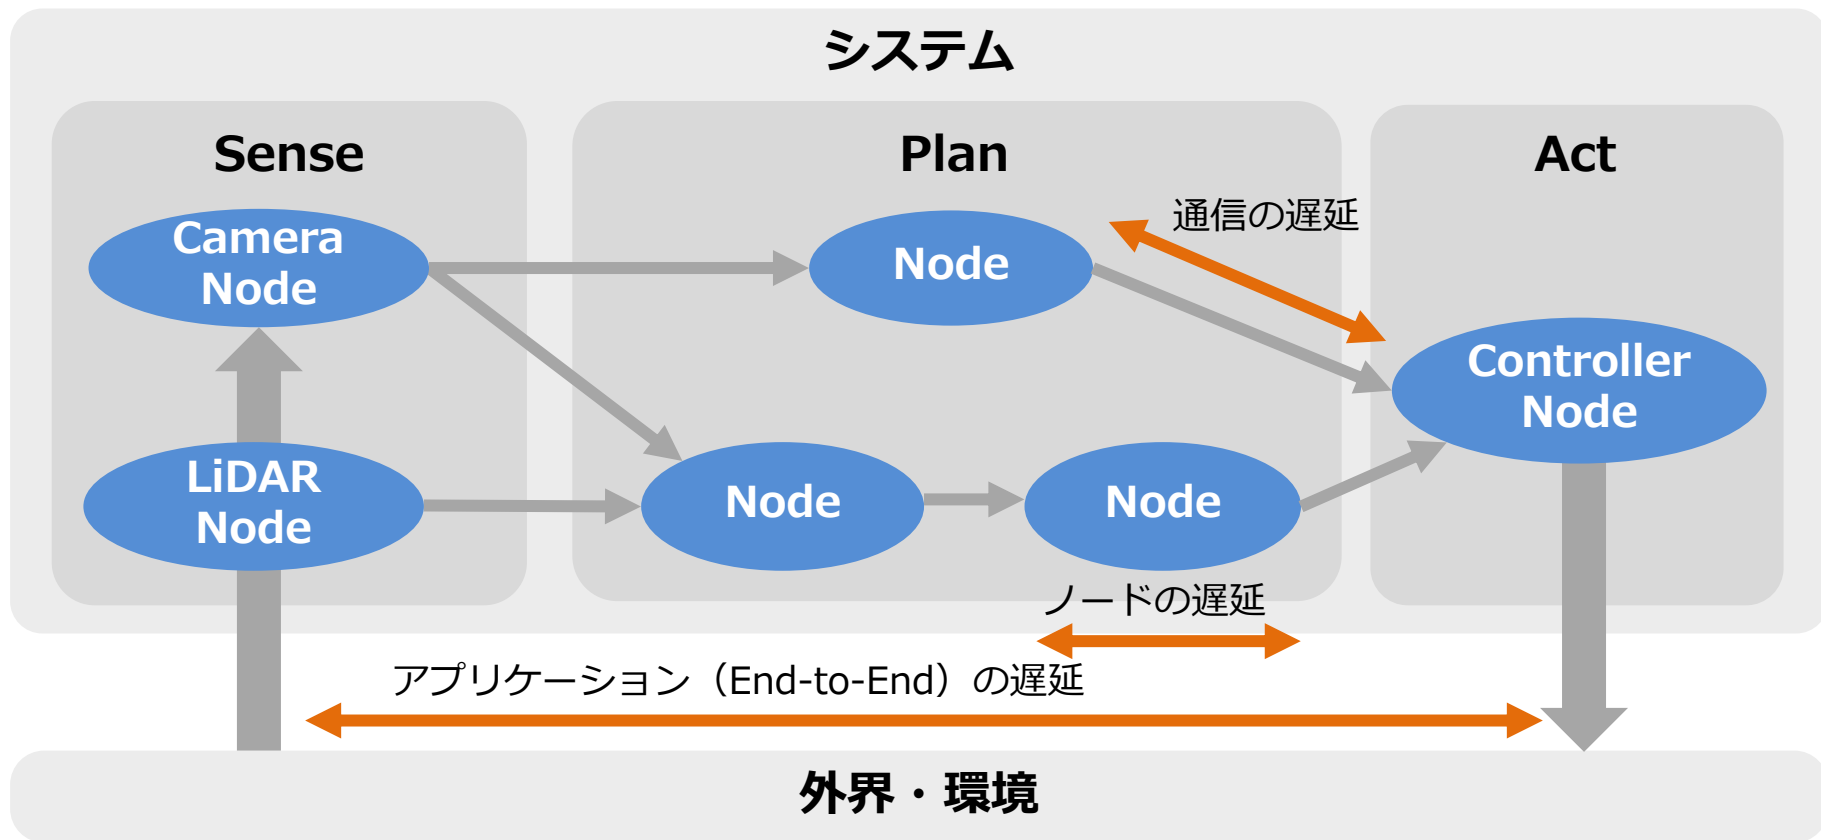 システム
Sense
Plan
Act
通信の遅延
Camera
Node
Node
Controller
Node
LiDAR
Node
Node
Node
ノードの遅延
アプリケーション（End-to-End）の遅延
外界・環境